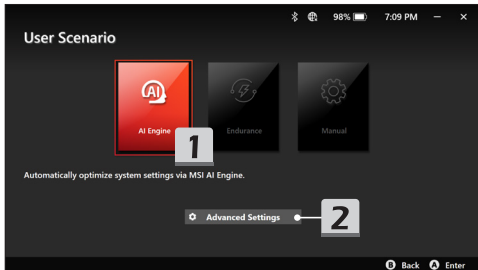 98% 7:09 PM
User Scenario
AI
AI Engine Endurance Manual
1
Automatically optimize system settings via MSI AI Engine.
Advanced Settings 2
B Back A Enter